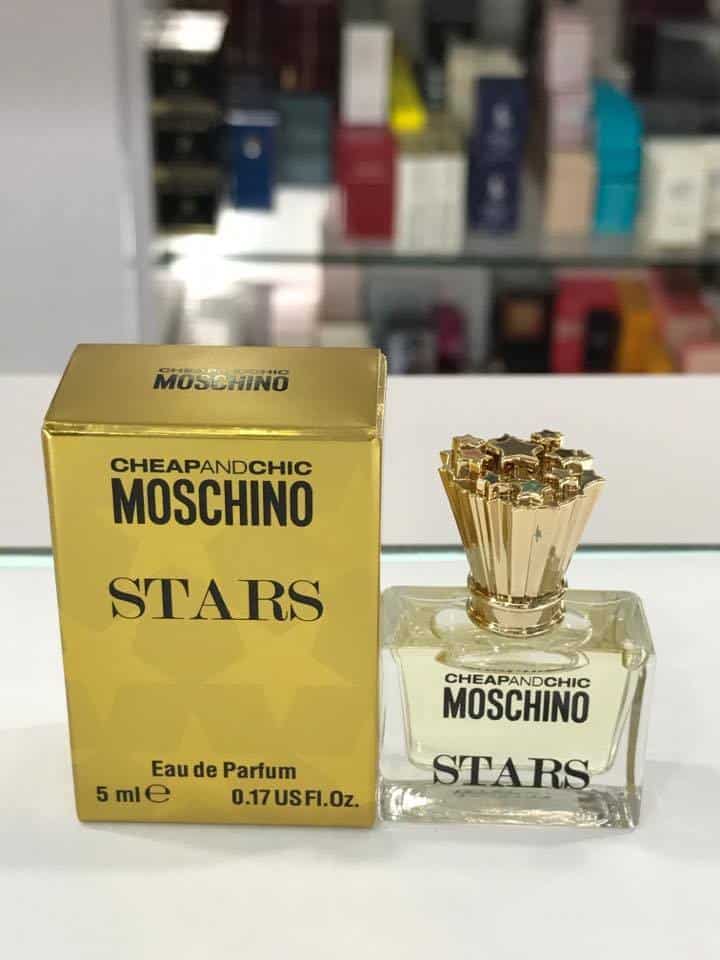 CHEAPANDCHIC
MOSCHINO
CHEAPANDCHIC
MOSCHINO
STARS
Eau de Parfum
5 ml ℮ 0.17 US Fl.Oz.
CHEAPANDCHIC
MOSCHINO
STARS